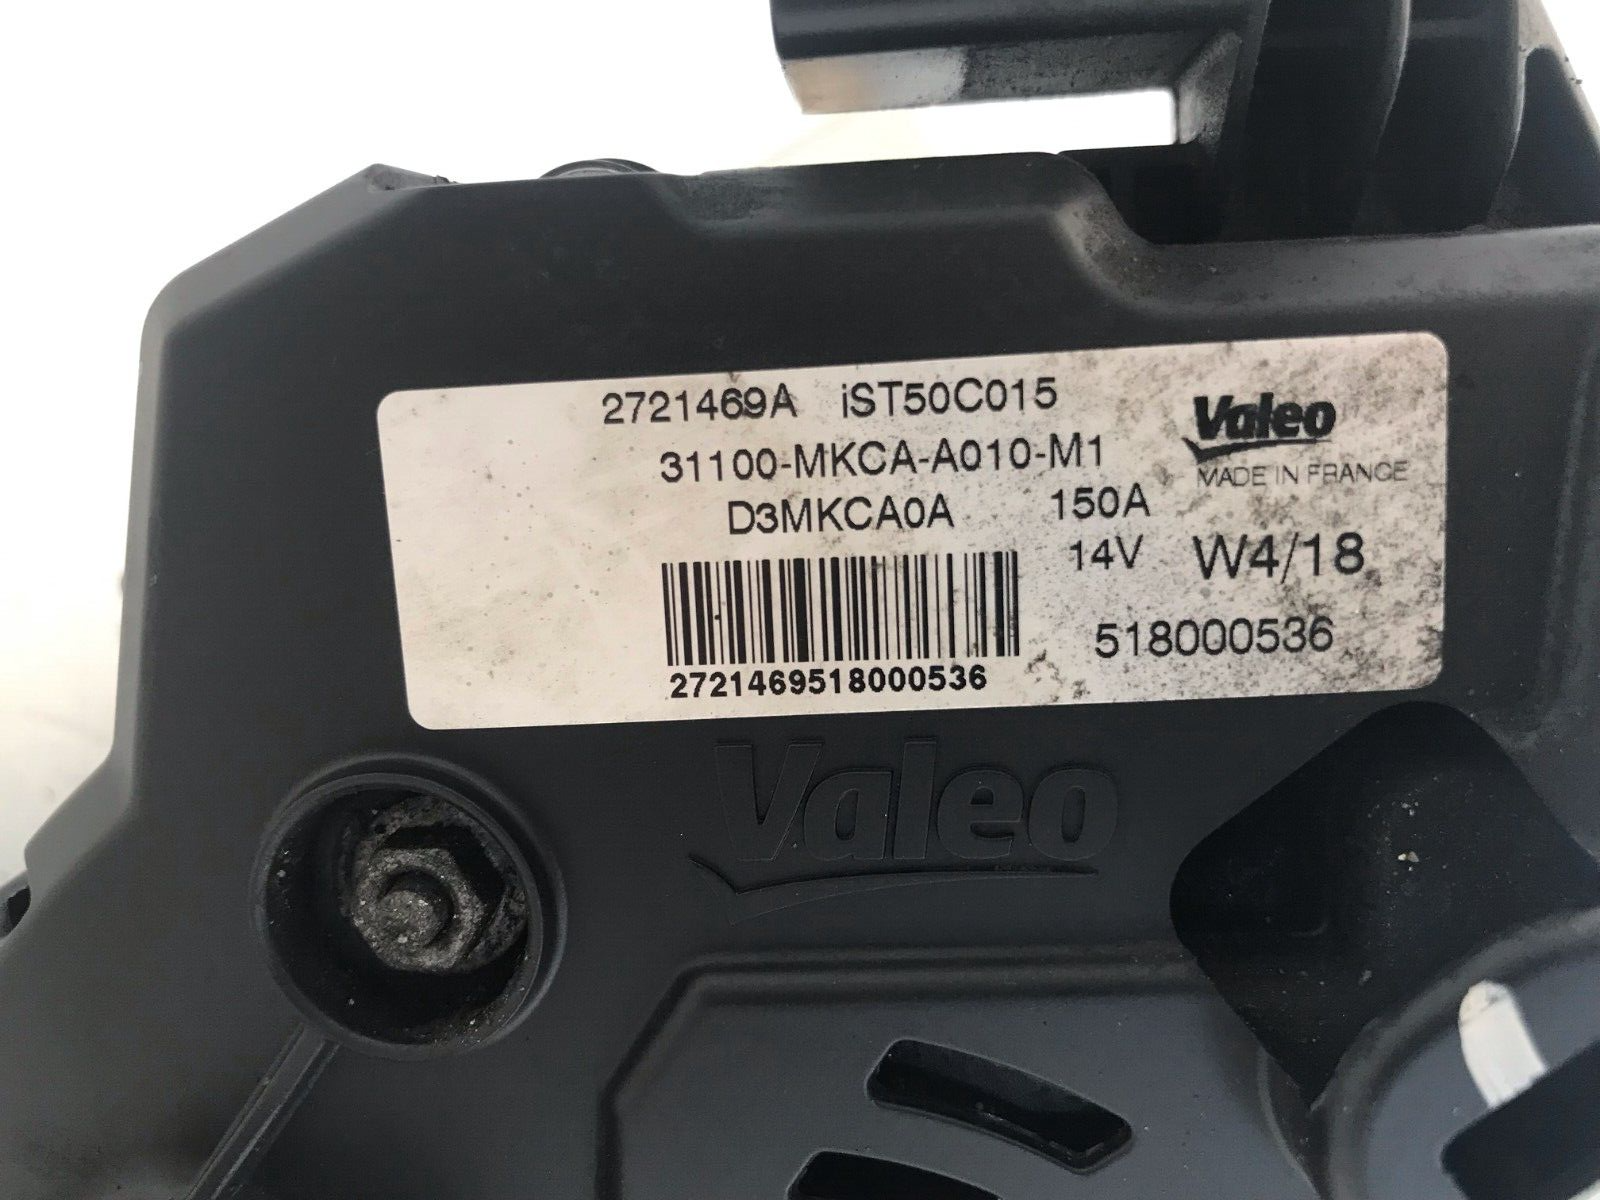 2721469A iST50C015
Valeo
31100-MKCA-A010-M1
MADE IN FRANCE
D3MKCA0A 150A
14V W4/18
518000536
2721469518000536
Valeo